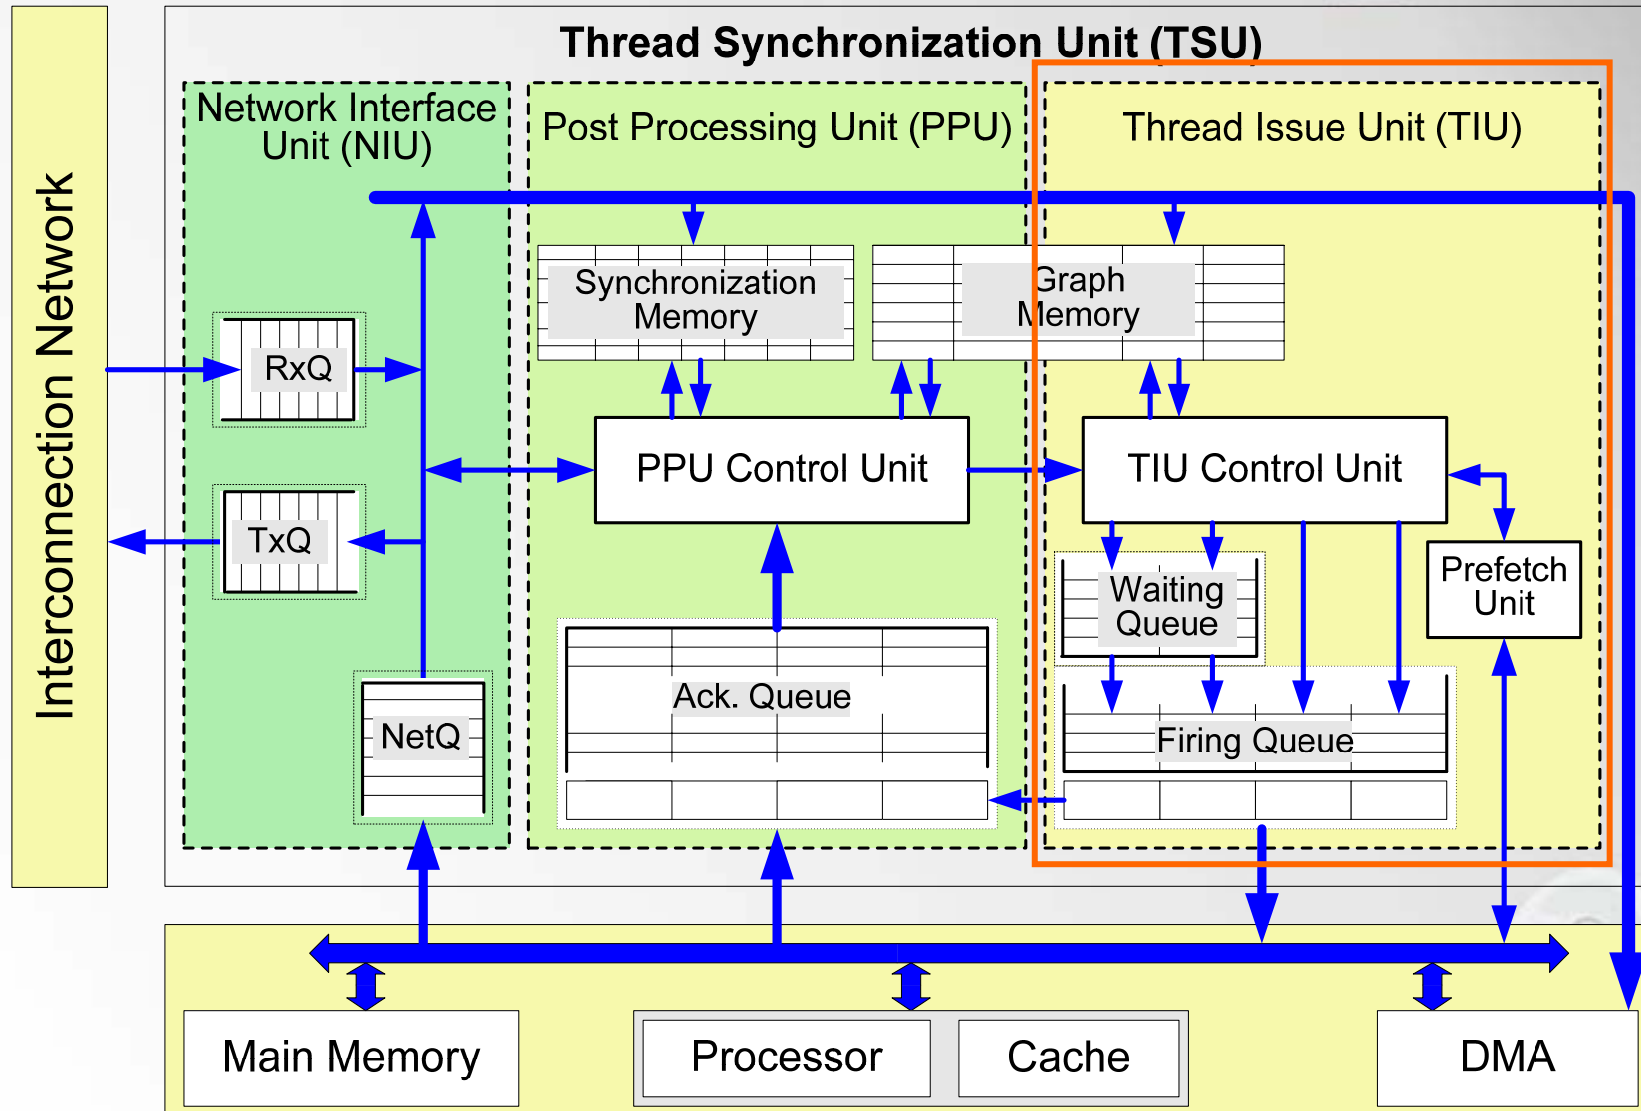 Thread Synchronization Unit (TSU)
Interconnection Network
Network Interface
Unit (NIU)
Post Processing Unit (PPU)
Thread Issue Unit (TIU)
Synchronization
Memory
Graph
Memory
RxQ
PPU Control Unit
TIU Control Unit
TxQ
Waiting
Queue
Prefetch
Unit
NetQ
Ack. Queue
Firing Queue
Main Memory
Processor
Cache
DMA